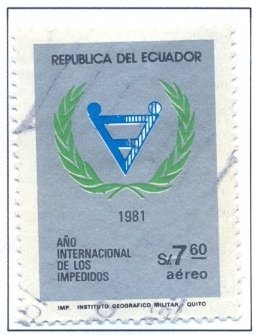 REPUBLICA DEL ECUADOR
1981
AÑO
INTERNACIONAL
DE LOS
IMPEDIDOS
S/. 7.60
aéreo
IMP. INSTITUTO GEOGRAFICO MILITAR - QUITO